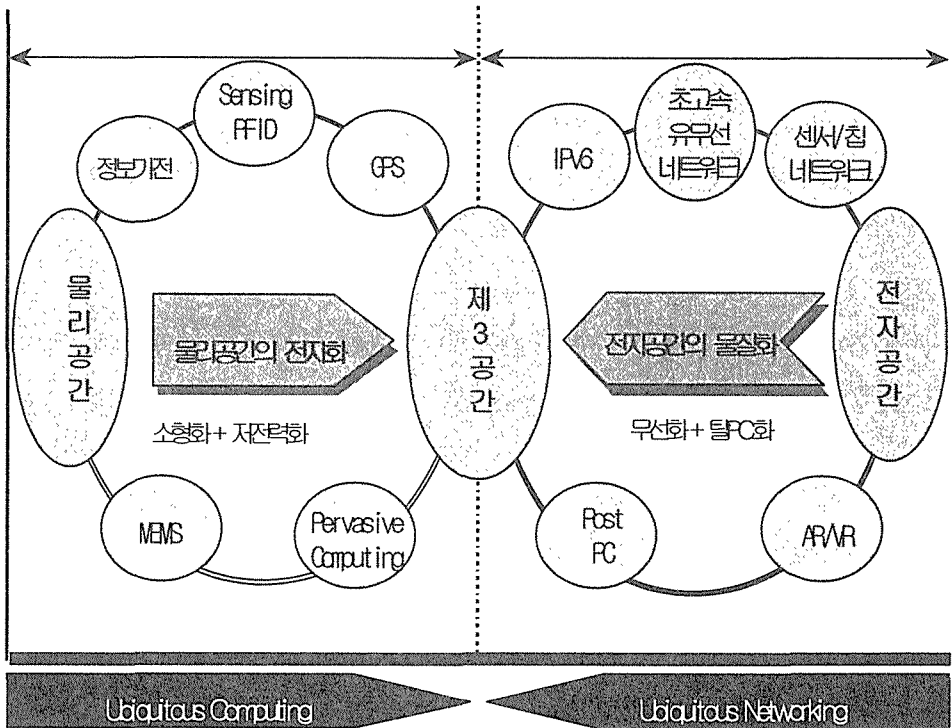 Sensing
RFID
정보가전
GPS
IPV6
초고속
유무선
네트워크
센서/칩
네트워크
물리공간
제3공간
전자공간
물리공간의 전자화
전자공간의 물질화
소형화 + 저전력화
무선화 + 탈PC화
MEMS
Pervasive
Computing
Post
PC
AR/VR
Ubiquitous Computing
Ubiquitous Networking